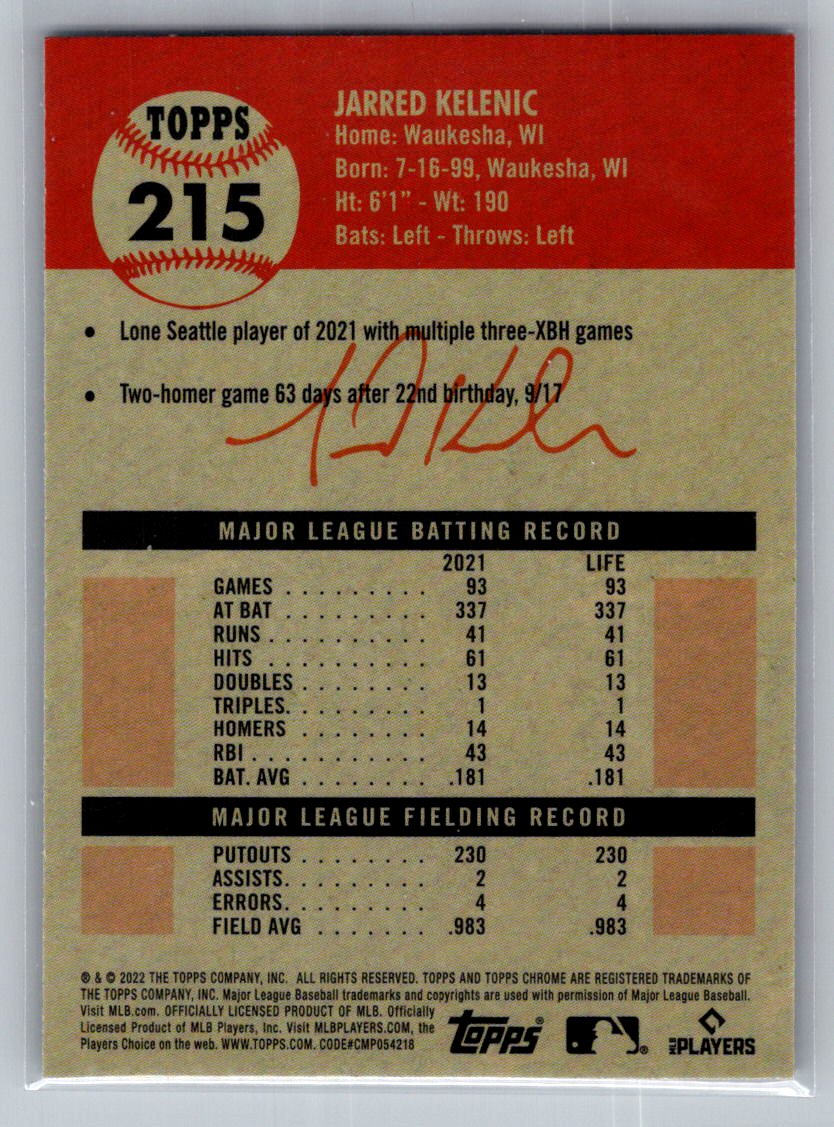 TOPPS
215
JARRED KELENIC
Home: Waukesha, WI
Born: 7-16-99, Waukesha, WI
Ht: 6'1" - Wt: 190
Bats: Left - Throws: Left
• Lone Seattle player of 2021 with multiple three-XBH games
• Two-homer game 63 days after 22nd birthday, 9/17
MAJOR LEAGUE BATTING RECORD
2021 LIFE
GAMES . . . . . . . . . 93 93
AT BAT . . . . . . . . . . 337 337
RUNS . . . . . . . . . . 41 41
HITS . . . . . . . . . . 61 61
DOUBLES . . . . . . . . 13 13
TRIPLES. . . . . . . . . 1 1
HOMERS . . . . . . . . 14 14
RBI . . . . . . . . . . . 43 43
BAT. AVG . . . . . . . . .181 .181
MAJOR LEAGUE FIELDING RECORD
PUTOUTS . . . . . . . . 230 230
ASSISTS. . . . . . . . . 2 2
ERRORS. . . . . . . . . 4 4
FIELD AVG . . . . . . . .983 .983
® & © 2022 THE TOPPS COMPANY, INC. ALL RIGHTS RESERVED. TOPPS AND TOPPS CHROME ARE REGISTERED TRADEMARKS OF
THE TOPPS COMPANY, INC. Major League Baseball trademarks and copyrights are used with permission of Major League Baseball.
Visit MLB.com. OFFICIALLY LICENSED PRODUCT OF MLB. Officially
Licensed Product of MLB Players, Inc. Visit MLBPLAYERS.COM, the
Players Choice on the web. WWW.TOPPS.COM. CODE#CMP054218
Topps ®
®
MLB PLAYERS